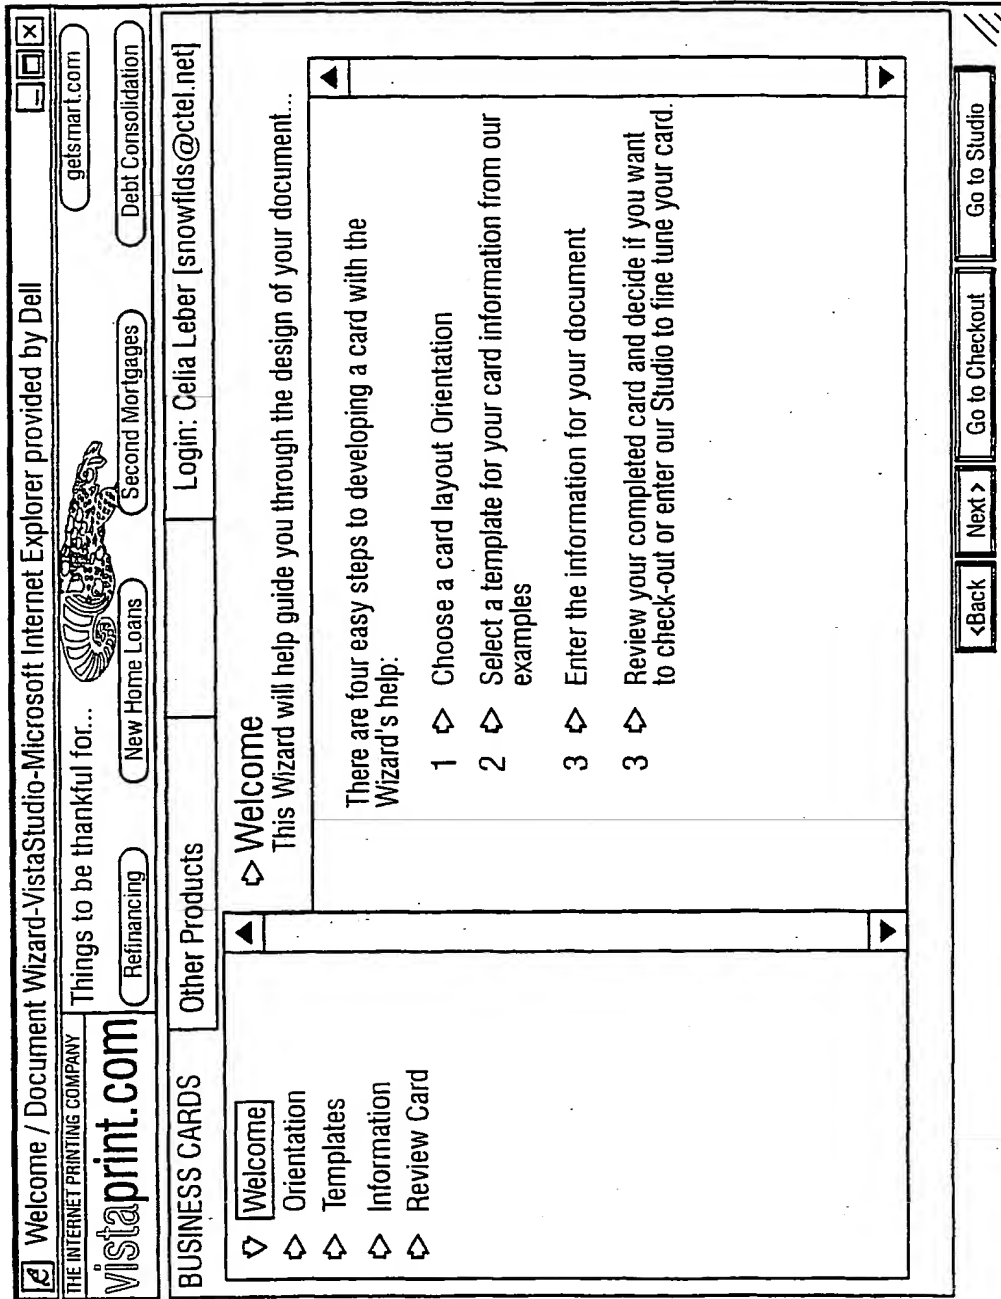 Welcome / Document Wizard-VistaStudio-Microsoft Internet Explorer provided by Dell
THE INTERNET PRINTING COMPANY
vistaprint.com
Things to be thankful for...
getsmart.com
Refinancing
New Home Loans
Second Mortgages
Debt Consolidation
BUSINESS CARDS
Other Products
Login: Celia Leber [snowflds@ctel.net]
Welcome
Orientation
Templates
Information
Review Card
Welcome
This Wizard will help guide you through the design of your document...
There are four easy steps to developing a card with the
Wizard's help:
1 Choose a card layout Orientation
2 Select a template for your card information from our
examples
3 Enter the information for your document
3 Review your completed card and decide if you want
to check-out or enter our Studio to fine tune your card.
<Back
Next >
Go to Checkout
Go to Studio